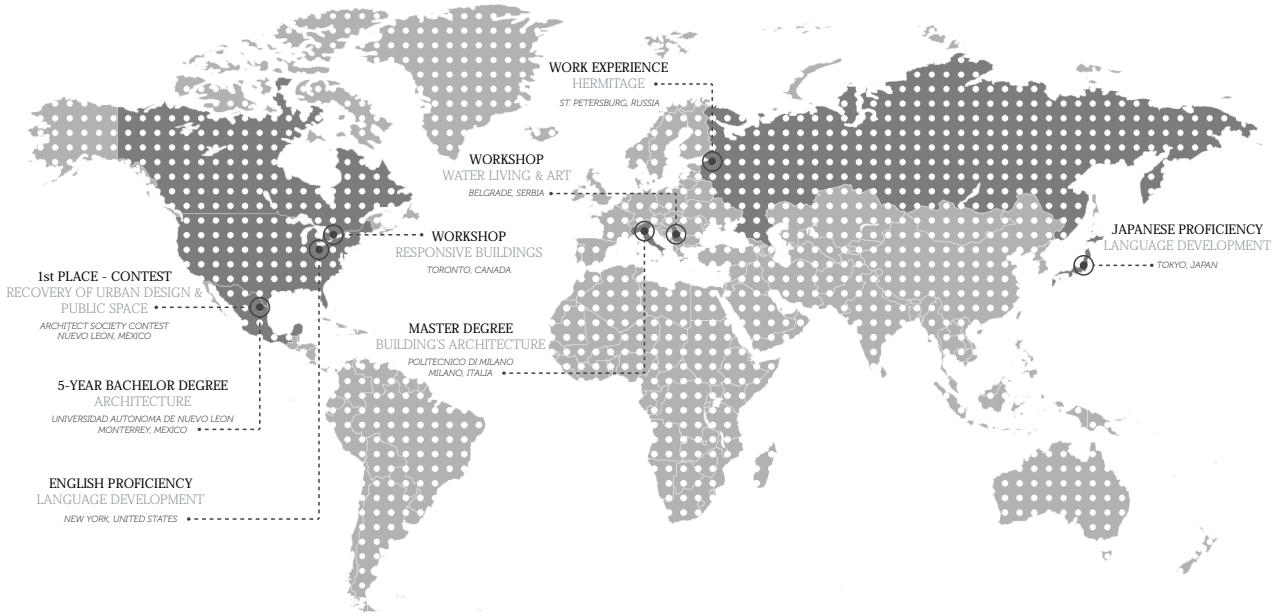 WORK EXPERIENCE
HERMITAGE
ST. PETERSBURG, RUSSIA
WORKSHOP
WATER LIVING & ART
BELGRADE, SERBIA
WORKSHOP
RESPONSIVE BUILDINGS
TORONTO, CANADA
JAPANESE PROFICIENCY
LANGUAGE DEVELOPMENT
TOKYO, JAPAN
1st PLACE - CONTEST
RECOVERY OF URBAN DESIGN &
PUBLIC SPACE
ARCHITECT SOCIETY CONTEST
NUEVO LEON, MEXICO
MASTER DEGREE
BUILDING'S ARCHITECTURE
POLITECNICO DI MILANO
MILANO, ITALIA
5-YEAR BACHELOR DEGREE
ARCHITECTURE
UNIVERSIDAD AUTONOMA DE NUEVO LEON
MONTERREY, MEXICO
ENGLISH PROFICIENCY
LANGUAGE DEVELOPMENT
NEW YORK, UNITED STATES